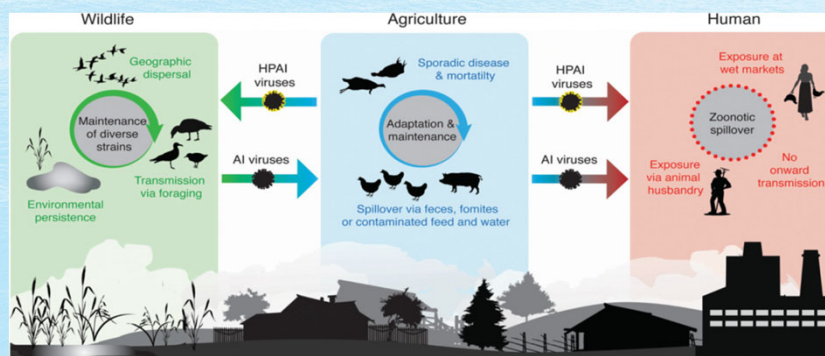 Wildlife
Agriculture
Human
Geographic
dispersal
Maintenance
of diverse
strains
Environmental
persistence
Transmission
via foraging
HPAI
viruses
AI viruses
Sporadic disease
& mortatilty
Adaptation &
maintenance
Spillover via feces, fomites
or contaminated feed and water
HPAI
viruses
AI viruses
Exposure at
wet markets
Zoonotic
spillover
Exposure
via animal
husbandry
No
onward
transmission